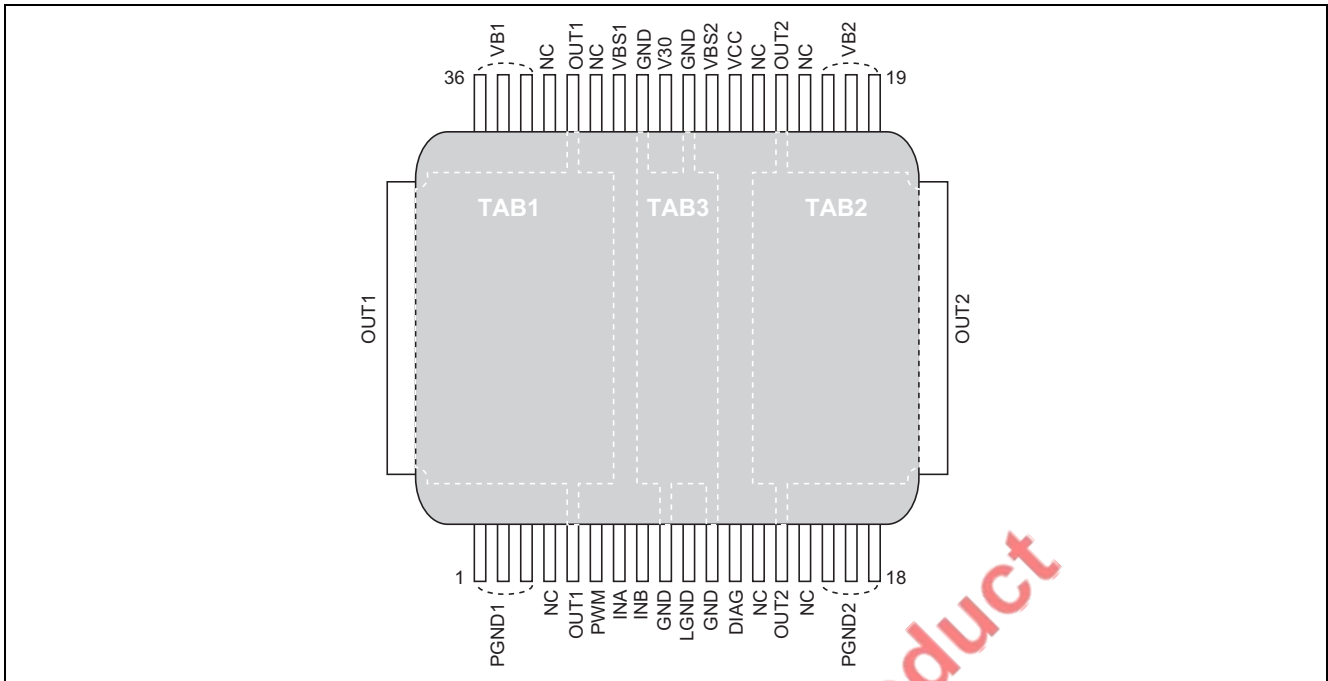 VB1
NC
OUT1
NC
VBS1
GND
V30
GND
VBS2
VCC
NC
OUT2
NC
VB2
36
19
TAB1
TAB3
TAB2
OUT1
OUT2
1
18
PGND1
NC
OUT1
PWM
INA
INB
GND
LGND
GND
DIAG
NC
OUT2
NC
PGND2
duct